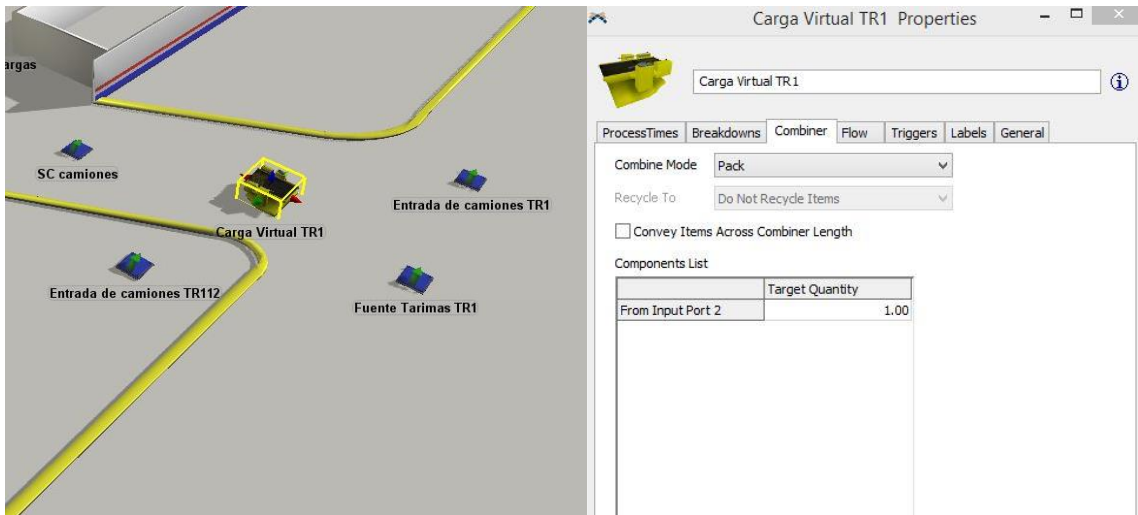 argas
SC camiones
Entrada de camiones TR1
Carga Virtual TR1
Entrada de camiones TR112
Fuente Tarimas TR1
Carga Virtual TR1 Properties
Carga Virtual TR1
ProcessTimes Breakdowns Combiner Flow Triggers Labels General
Combine Mode Pack
Recycle To Do Not Recycle Items
Convey Items Across Combiner Length
Components List
Target Quantity
From Input Port 2 1.00